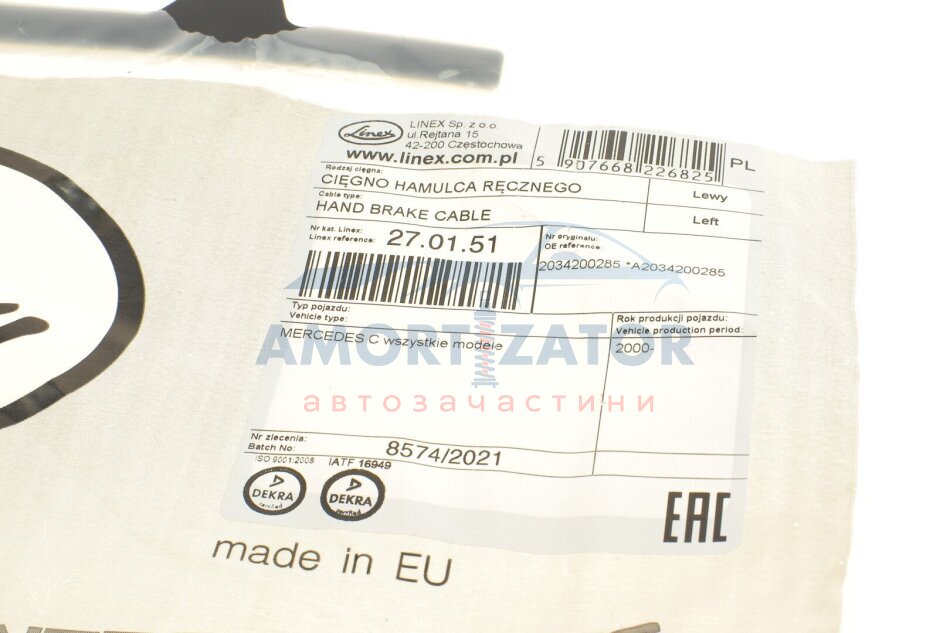 Linex
LINEX Sp. z o.o.
ul.Rejtana 15
42-200 Częstochowa
www.linex.com.pl
5 907668 226825
PL
Rodzaj cięgna:
CIĘGNO HAMULCA RĘCZNEGO
Lewy
Cable type:
HAND BRAKE CABLE
Left
Nr kat. Linex:
Linex reference:
27.01.51
Nr oryginału:
OE reference:
2034200285 *A2034200285
Typ pojazdu:
Vehicle type:
MERCEDES C wszystkie modele
Rok produkcji pojazdu:
Vehicle production period:
2000-
AMORTIZATOR
автозачастини
Nr zlecenia:
Batch No:
8574/2021
ISO 9001:2008
IATF 16949
DEKRA
certified
DEKRA
certified
EAC
made in EU